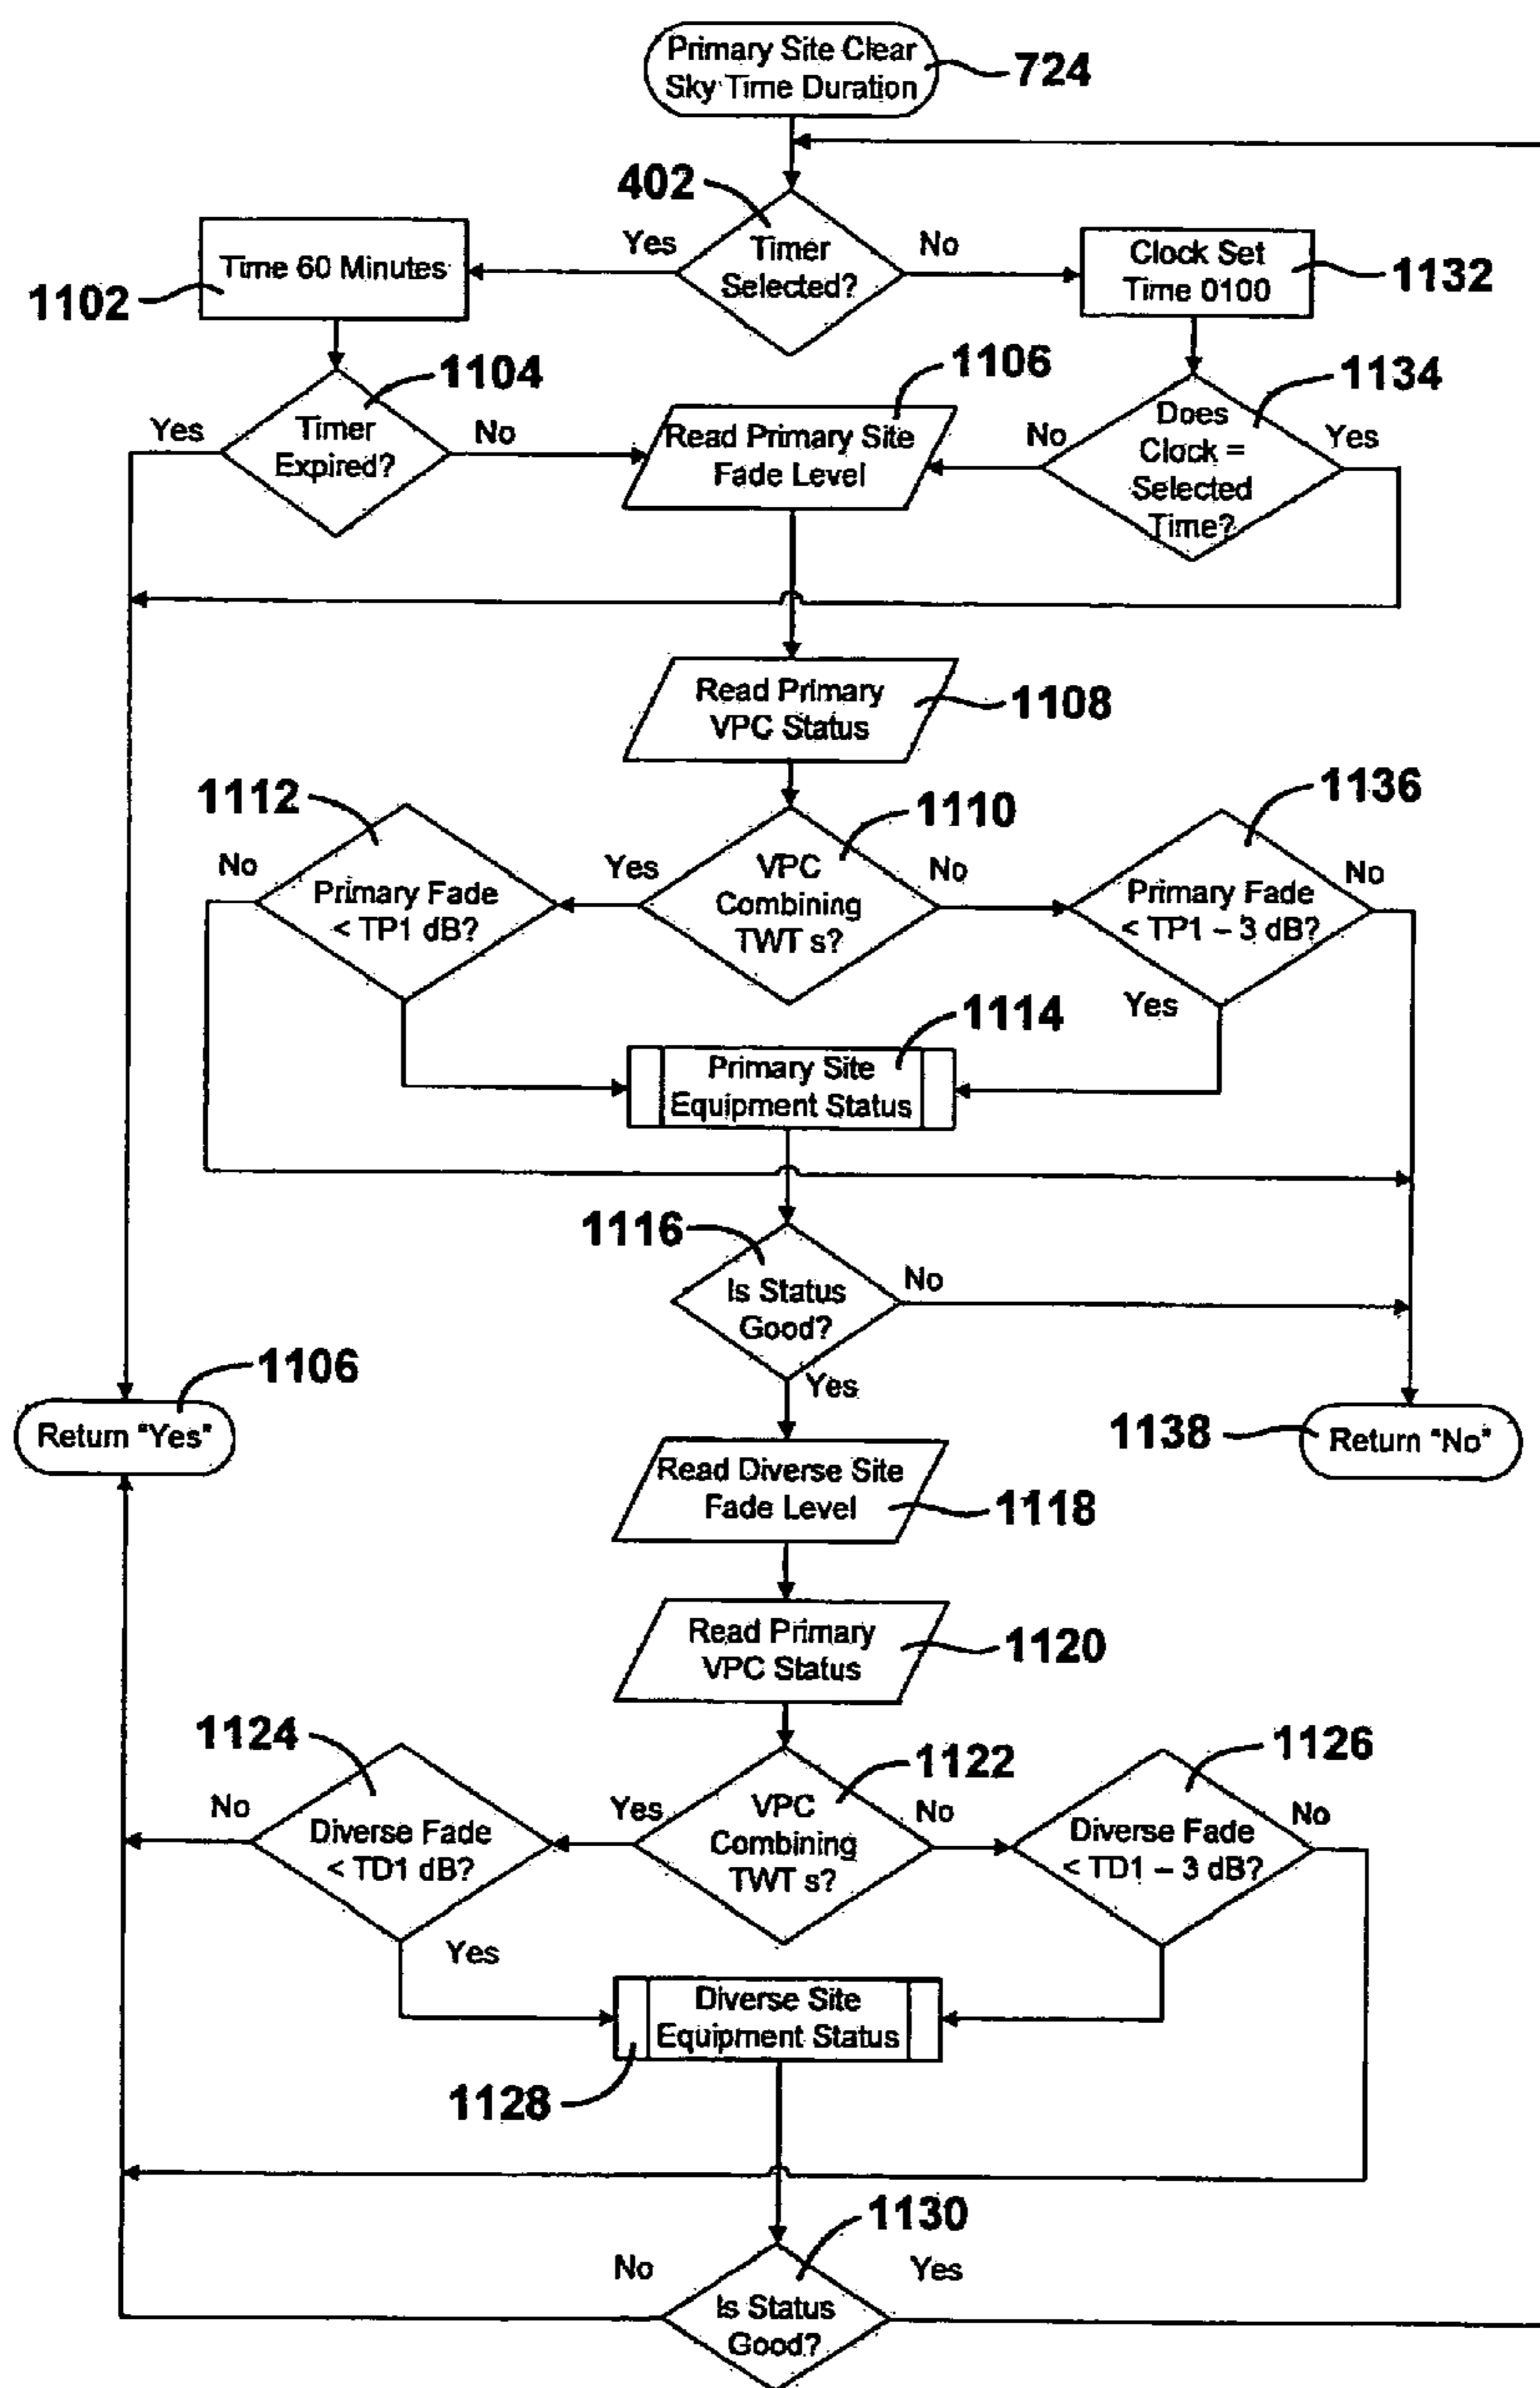 Primary Site Clear
Sky Time Duration
724
402
Yes
Timer
Selected?
No
Time 60 Minutes
1102
Clock Set
Time 0100
1132
1104
Yes
Timer
Expired?
No
1106
Read Primary Site
Fade Level
1134
No
Does
Clock =
Selected
Time?
Yes
Read Primary
VPC Status
1108
1112
No
Primary Fade
< TP1 dB?
Yes
1110
VPC
Combining
TWT s?
No
1136
Primary Fade
< TP1 – 3 dB?
No
Yes
1114
Primary Site
Equipment Status
1116
Is Status
Good?
No
Yes
1106
Return "Yes"
1138
Return "No"
Read Diverse Site
Fade Level
1118
Read Primary
VPC Status
1120
1124
No
Diverse Fade
< TD1 dB?
Yes
Yes
1122
VPC
Combining
TWT s?
No
1126
Diverse Fade
< TD1 – 3 dB?
No
Diverse Site
Equipment Status
1128
1130
No
Is Status
Good?
Yes